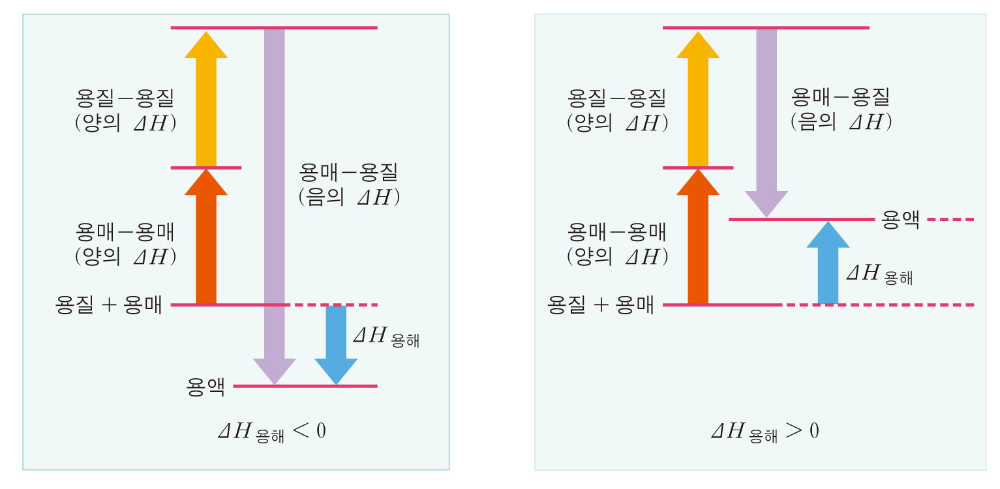 용질－용질
(양의 ΔH)
용매－용질
(음의 ΔH)
용매－용매
(양의 ΔH)
용질 + 용매
ΔH 용해
용액
ΔH 용해 < 0
용질－용질
(양의 ΔH)
용매－용질
(음의 ΔH)
용액
용매－용매
(양의 ΔH)
ΔH 용해
용질 + 용매
ΔH 용해 > 0